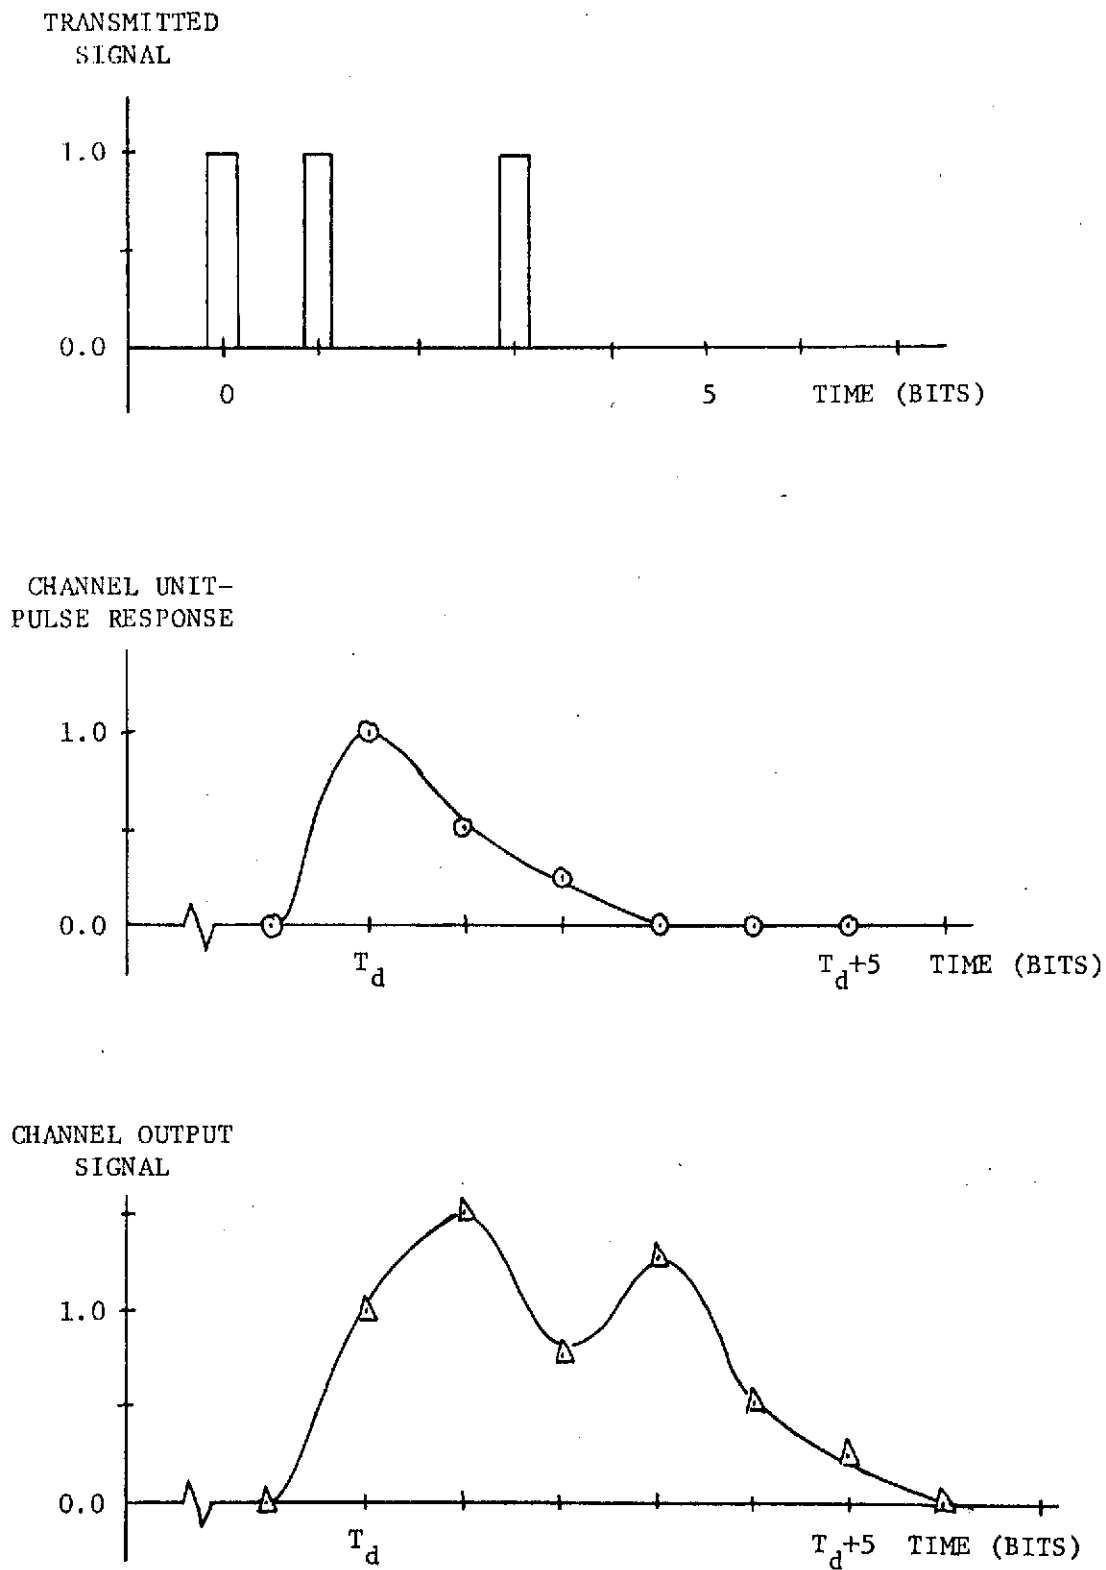 TRANSMITTED
SIGNAL
1.0
0.0
0 5 TIME (BITS)
CHANNEL UNIT-
PULSE RESPONSE
1.0
0.0
T_d T_d+5 TIME (BITS)
CHANNEL OUTPUT
SIGNAL
1.0
0.0
T_d T_d+5 TIME (BITS)